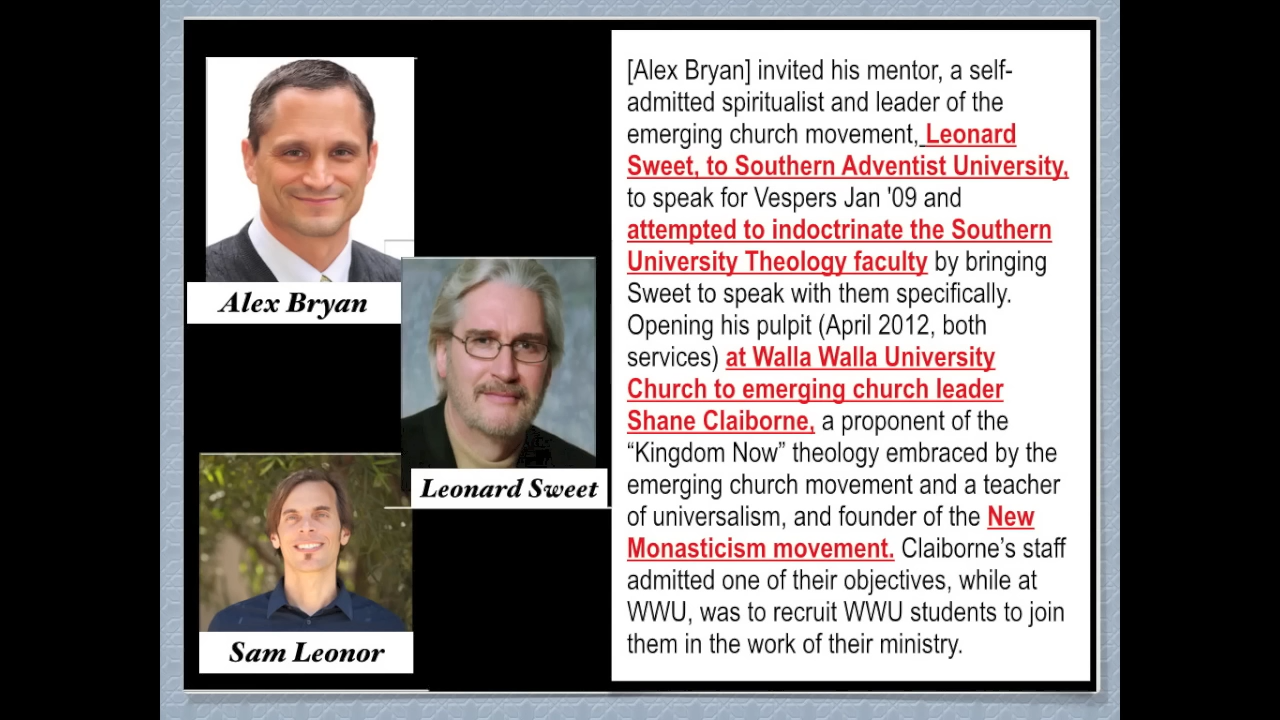 Alex Bryan
Leonard Sweet
Sam Leonor
[Alex Bryan] invited his mentor, a self-
admitted spiritualist and leader of the
emerging church movement, Leonard
Sweet, to Southern Adventist University,
to speak for Vespers Jan '09 and
attempted to indoctrinate the Southern
University Theology faculty by bringing
Sweet to speak with them specifically.
Opening his pulpit (April 2012, both
services) at Walla Walla University
Church to emerging church leader
Shane Claiborne, a proponent of the
“Kingdom Now” theology embraced by the
emerging church movement and a teacher
of universalism, and founder of the New
Monasticism movement. Claiborne’s staff
admitted one of their objectives, while at
WWU, was to recruit WWU students to join
them in the work of their ministry.